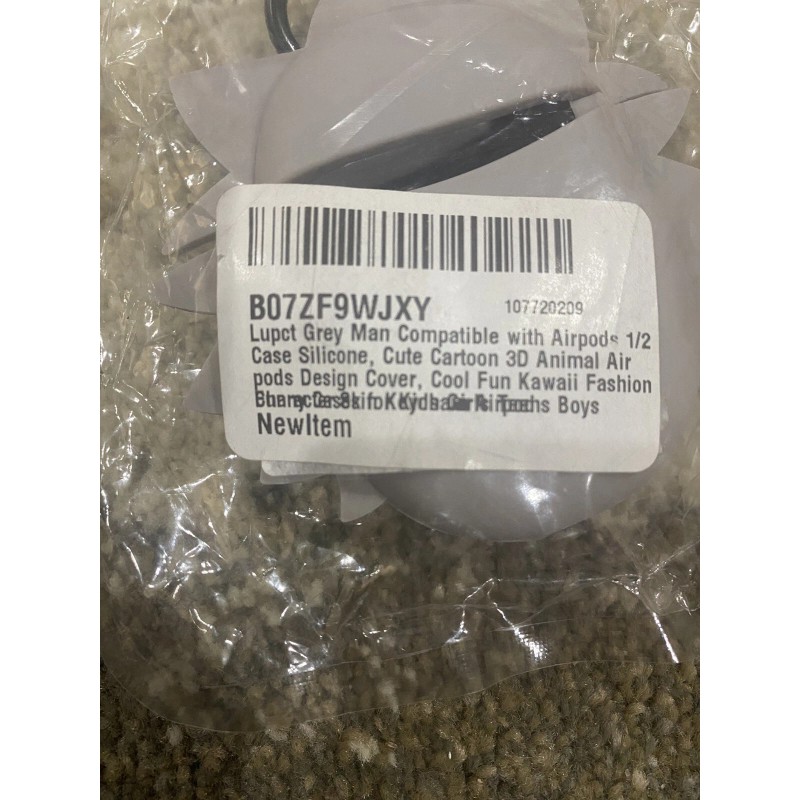 B07ZF9WJXY 107720209
Lupct Grey Man Compatible with Airpods 1/2
Case Silicone, Cute Cartoon 3D Animal Air
pods Design Cover, Cool Fun Kawaii Fashion
Boys
NewItem